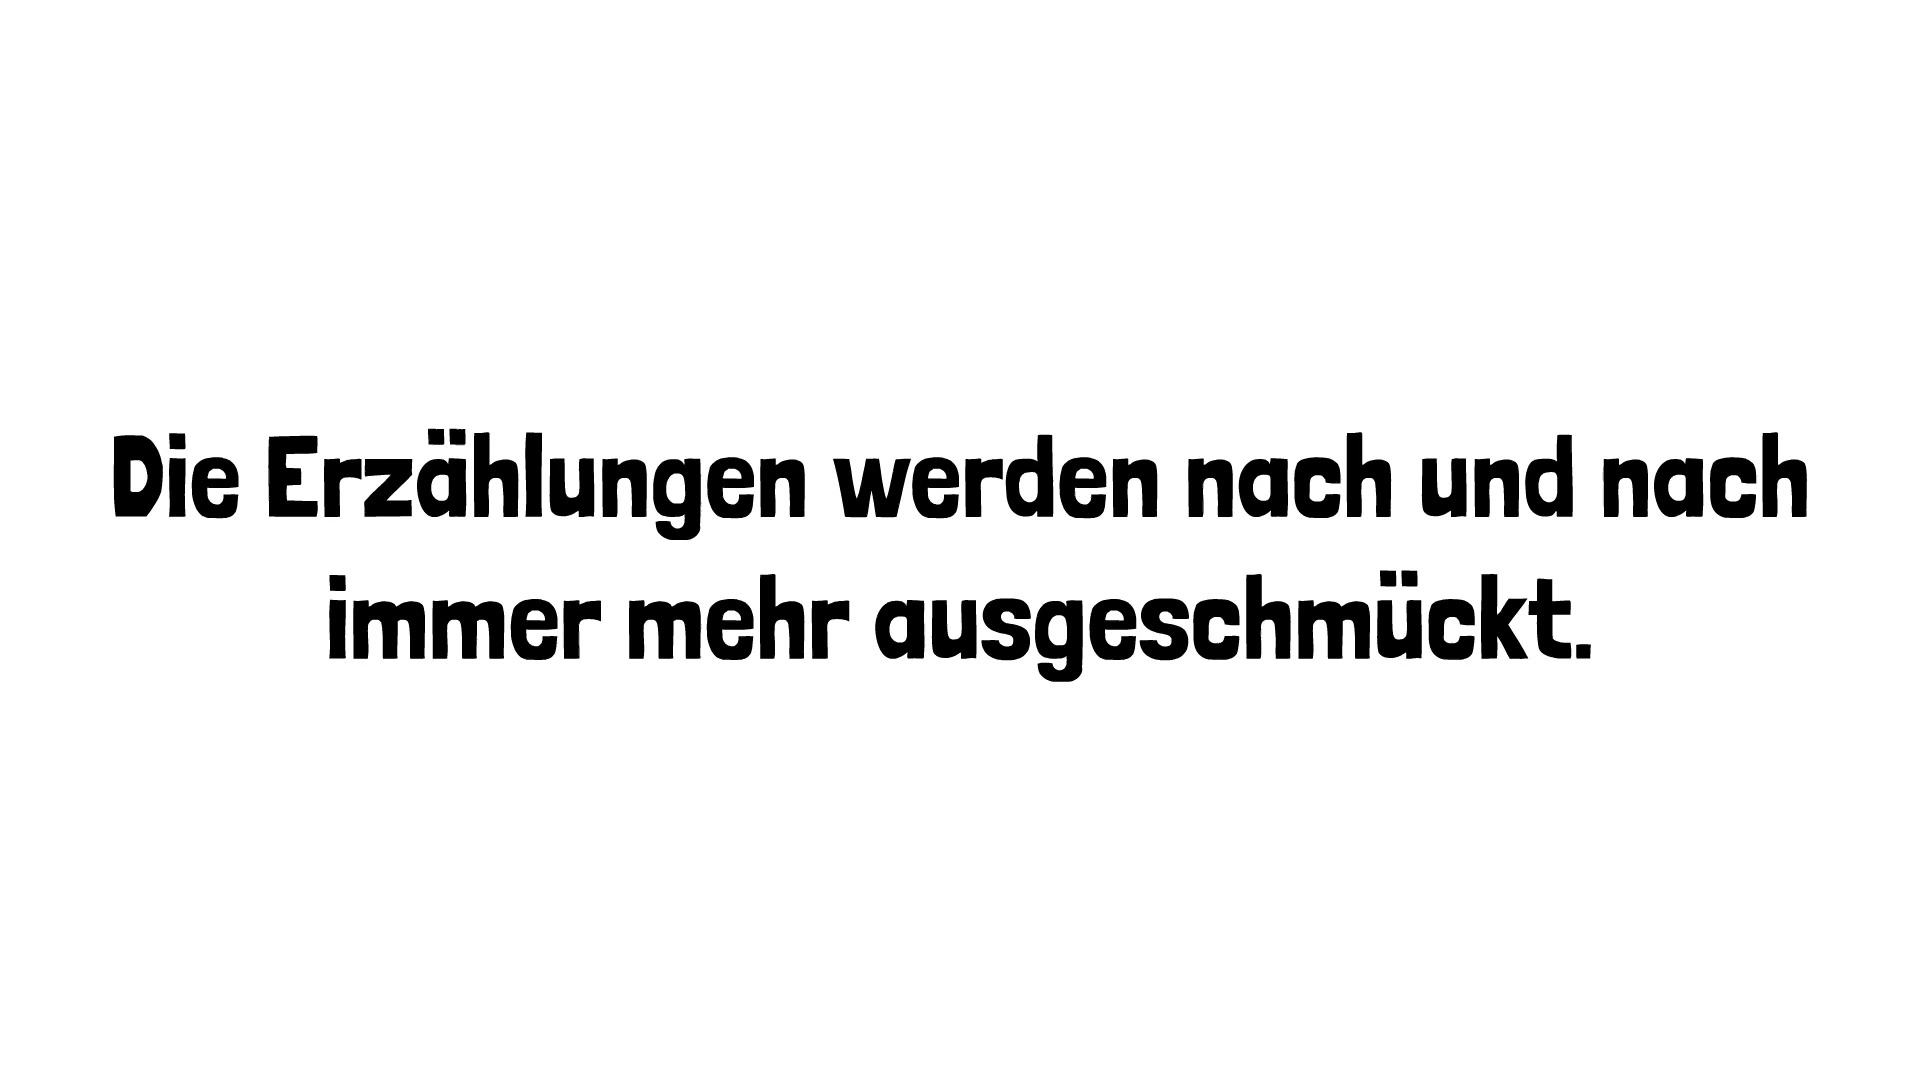 Die Erzählungen werden nach und nach
immer mehr ausgeschmückt.